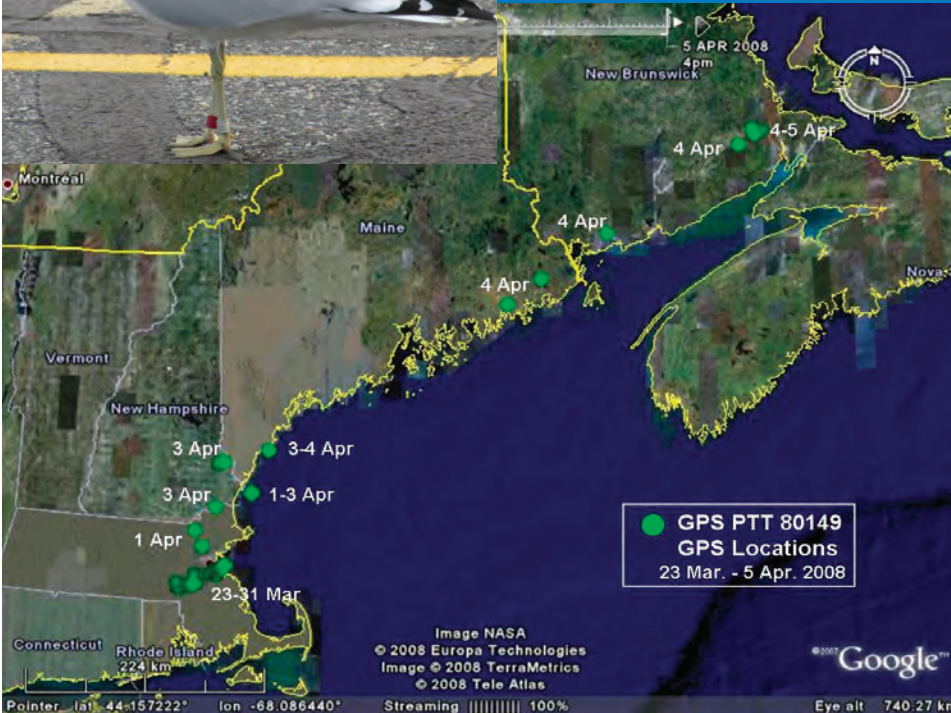 5 APR 2008
4pm
N
New Brunswick
4-5 Apr
4 Apr
Montréal
Maine
4 Apr
4 Apr
Nova
Vermont
New Hampshire
3 Apr
3-4 Apr
3 Apr
1-3 Apr
1 Apr
23-31 Mar
GPS PTT 80149
GPS Locations
23 Mar. - 5 Apr. 2008
Connecticut
Rhode Island
224 km
Image NASA
© 2008 Europa Technologies
Image © 2008 TerraMetrics
© 2008 Tele Atlas
©2007 Google™
Pointer lat 44.157222° lon -68.086440° Streaming |||||||||| 100% Eye alt 740.27 km